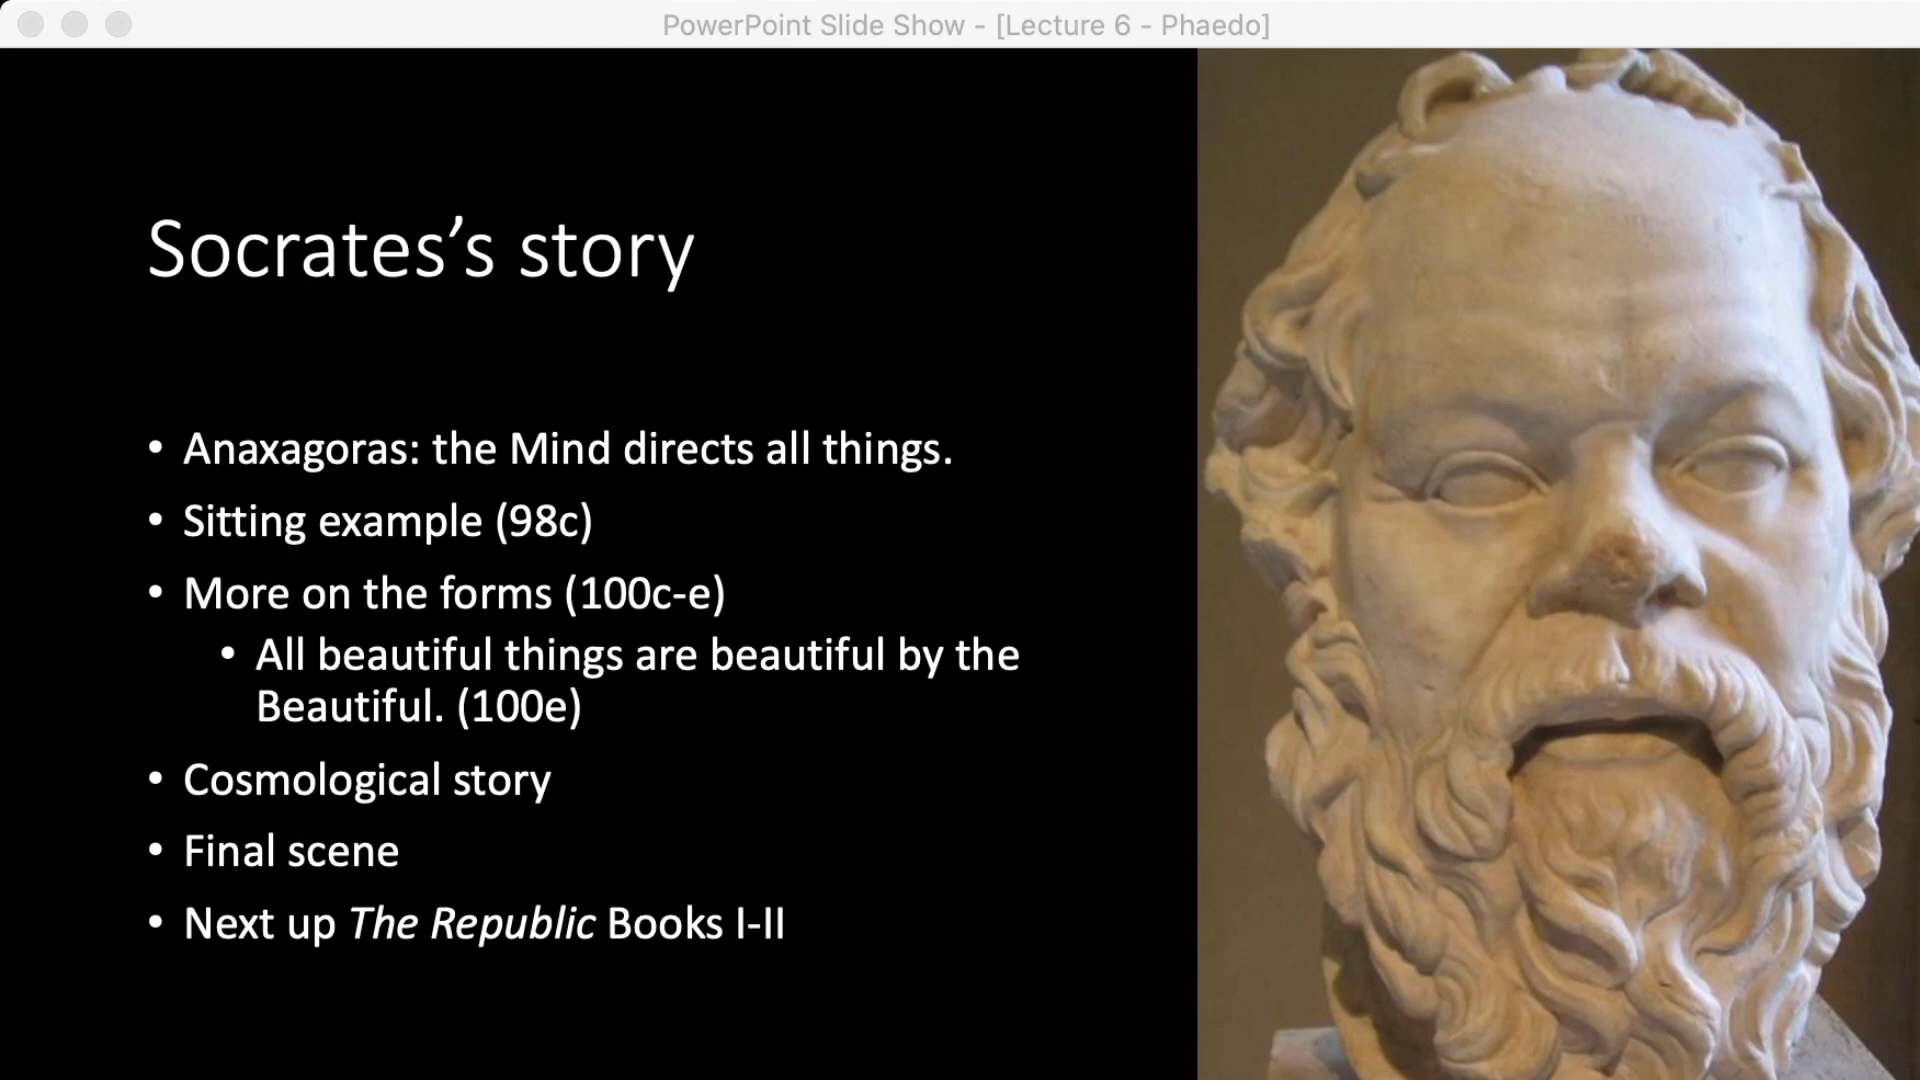 PowerPoint Slide Show - [Lecture 6 - Phaedo]
Socrates’s story
• Anaxagoras: the Mind directs all things.
• Sitting example (98c)
• More on the forms (100c-e)
• All beautiful things are beautiful by the
Beautiful. (100e)
• Cosmological story
• Final scene
• Next up The Republic Books I-II